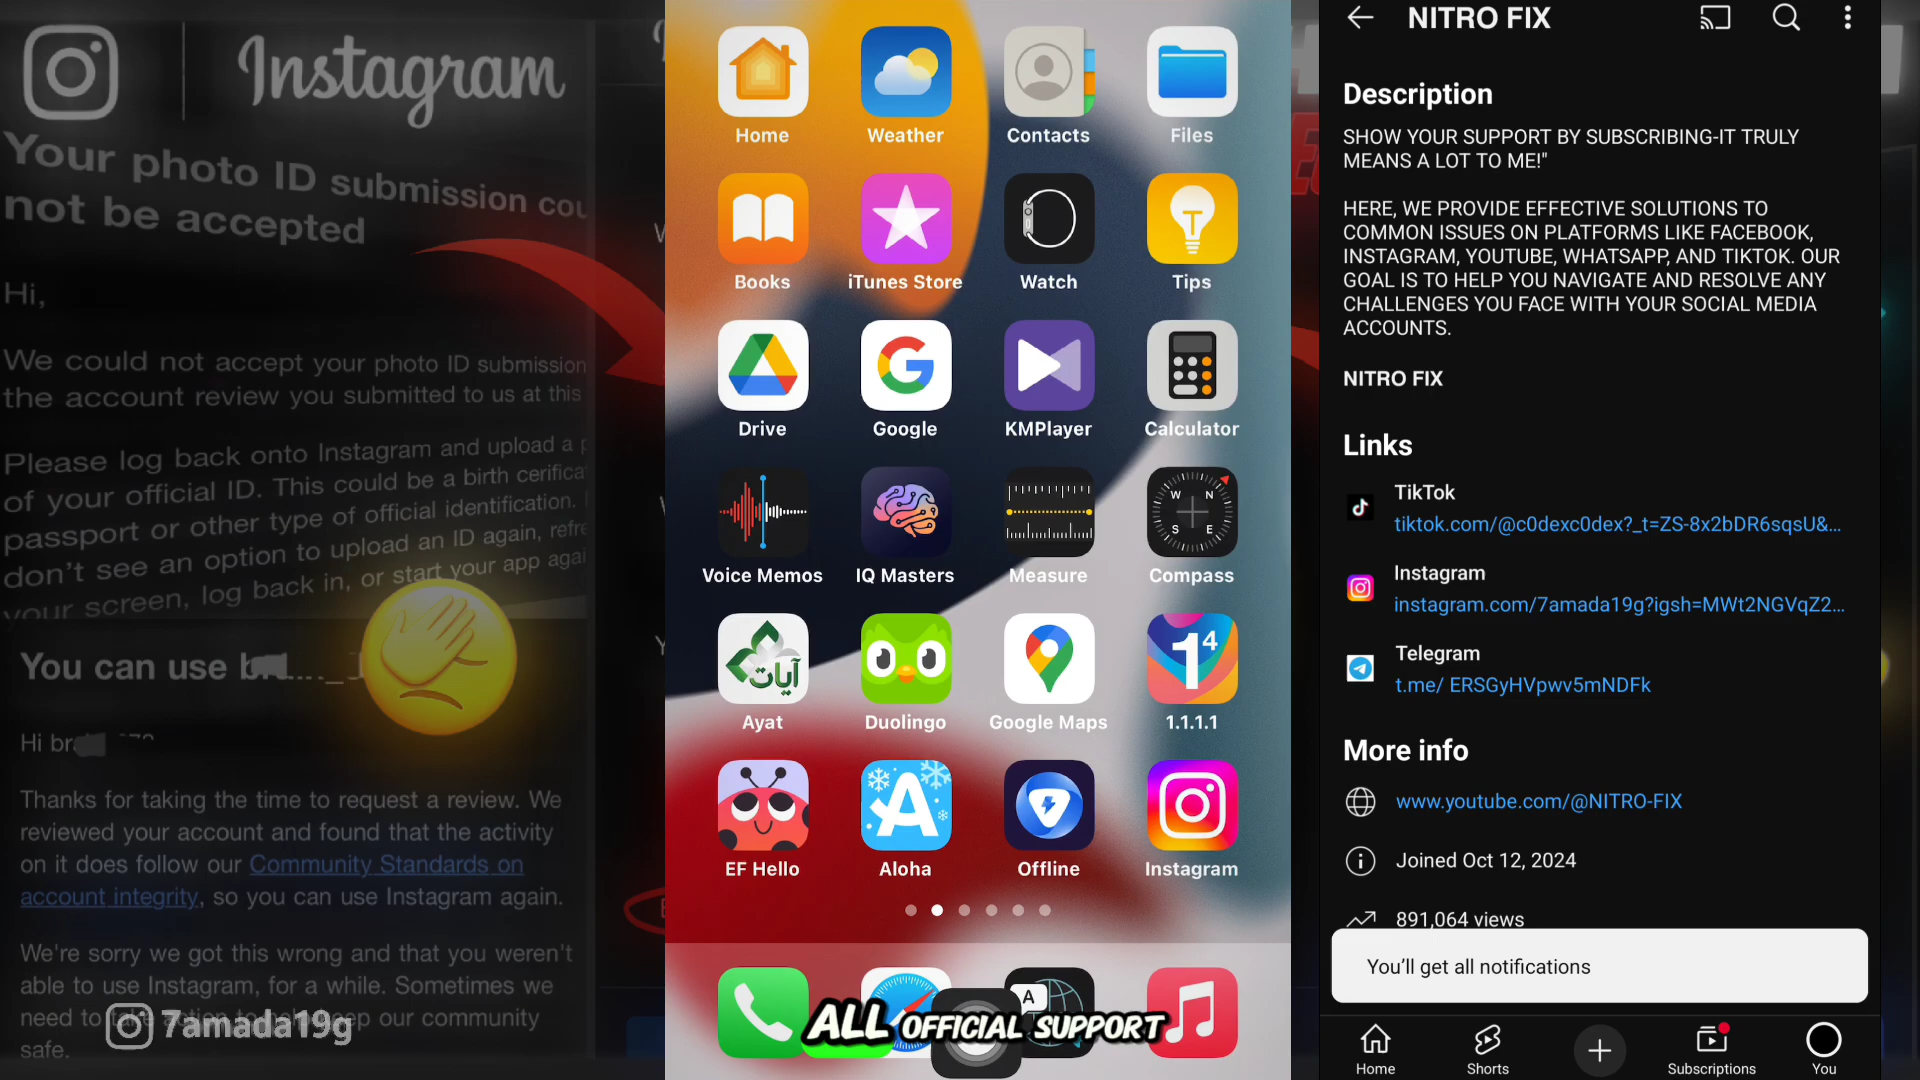 Instagram
Your photo ID submission cou
not be accepted
Hi,
We could not accept your photo ID submission
the account review you submitted to us at this
Please log back onto Instagram and upload a p
of your official ID. This could be a birth cerifica
passport or other type of official identification.
don't see an option to upload an ID again, refre
your screen, log back in, or start your app agai
You can use
Hi
Thanks for taking the time to request a review. We
reviewed your account and found that the activity
on it does follow our Community Standards on
account integrity, so you can use Instagram again.
We're sorry we got this wrong and that you weren't
able to use Instagram, for a while. Sometimes we
need to take action to help keep our community
safe.
7amada19g
Home
Weather
Contacts
Files
Books
iTunes Store
Watch
Tips
Drive
Google
KMPlayer
Calculator
Voice Memos
IQ Masters
Measure
W N
S E
Compass
آيات
Ayat
Duolingo
Google Maps
1⁴
1.1.1.1
EF Hello
A
Aloha
Offline
Instagram
A
ALL OFFICIAL SUPPORT
NITRO FIX
Description
SHOW YOUR SUPPORT BY SUBSCRIBING-IT TRULY
MEANS A LOT TO ME!"
HERE, WE PROVIDE EFFECTIVE SOLUTIONS TO
COMMON ISSUES ON PLATFORMS LIKE FACEBOOK,
INSTAGRAM, YOUTUBE, WHATSAPP, AND TIKTOK. OUR
GOAL IS TO HELP YOU NAVIGATE AND RESOLVE ANY
CHALLENGES YOU FACE WITH YOUR SOCIAL MEDIA
ACCOUNTS.
NITRO FIX
Links
TikTok
tiktok.com/@c0dexc0dex?_t=ZS-8x2bDR6sqsU&...
Instagram
instagram.com/7amada19g?igsh=MWt2NGVqZ2...
Telegram
t.me/ ERSGyHVpwv5mNDFk
More info
www.youtube.com/@NITRO-FIX
Joined Oct 12, 2024
891,064 views
You'll get all notifications
Home
Shorts
Subscriptions
You